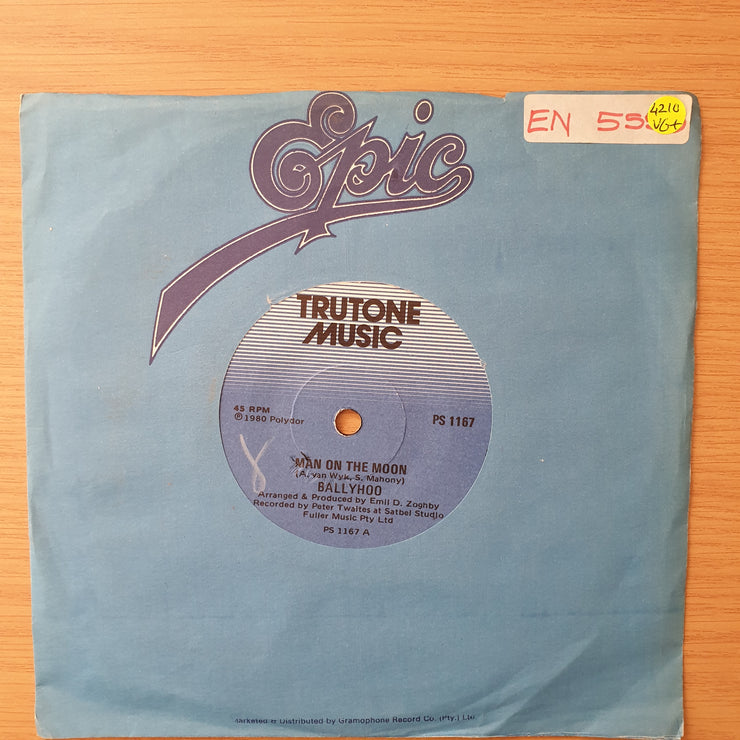 Epic
EN 55
4210
VG+
TRUTONE
MUSIC
45 RPM
℗ 1980 Polydor
PS 1167
8
MAN ON THE MOON
(A. van Wyk, S. Mahony)
BALLYHOO
Arranged & Produced by Emil D. Zoghby
Recorded by Peter Twaites at Satbel Studio
Fuller Music Pty Ltd
PS 1167 A
Marketed & Distributed by Gramophone Record Co. (Pty.) Ltd.